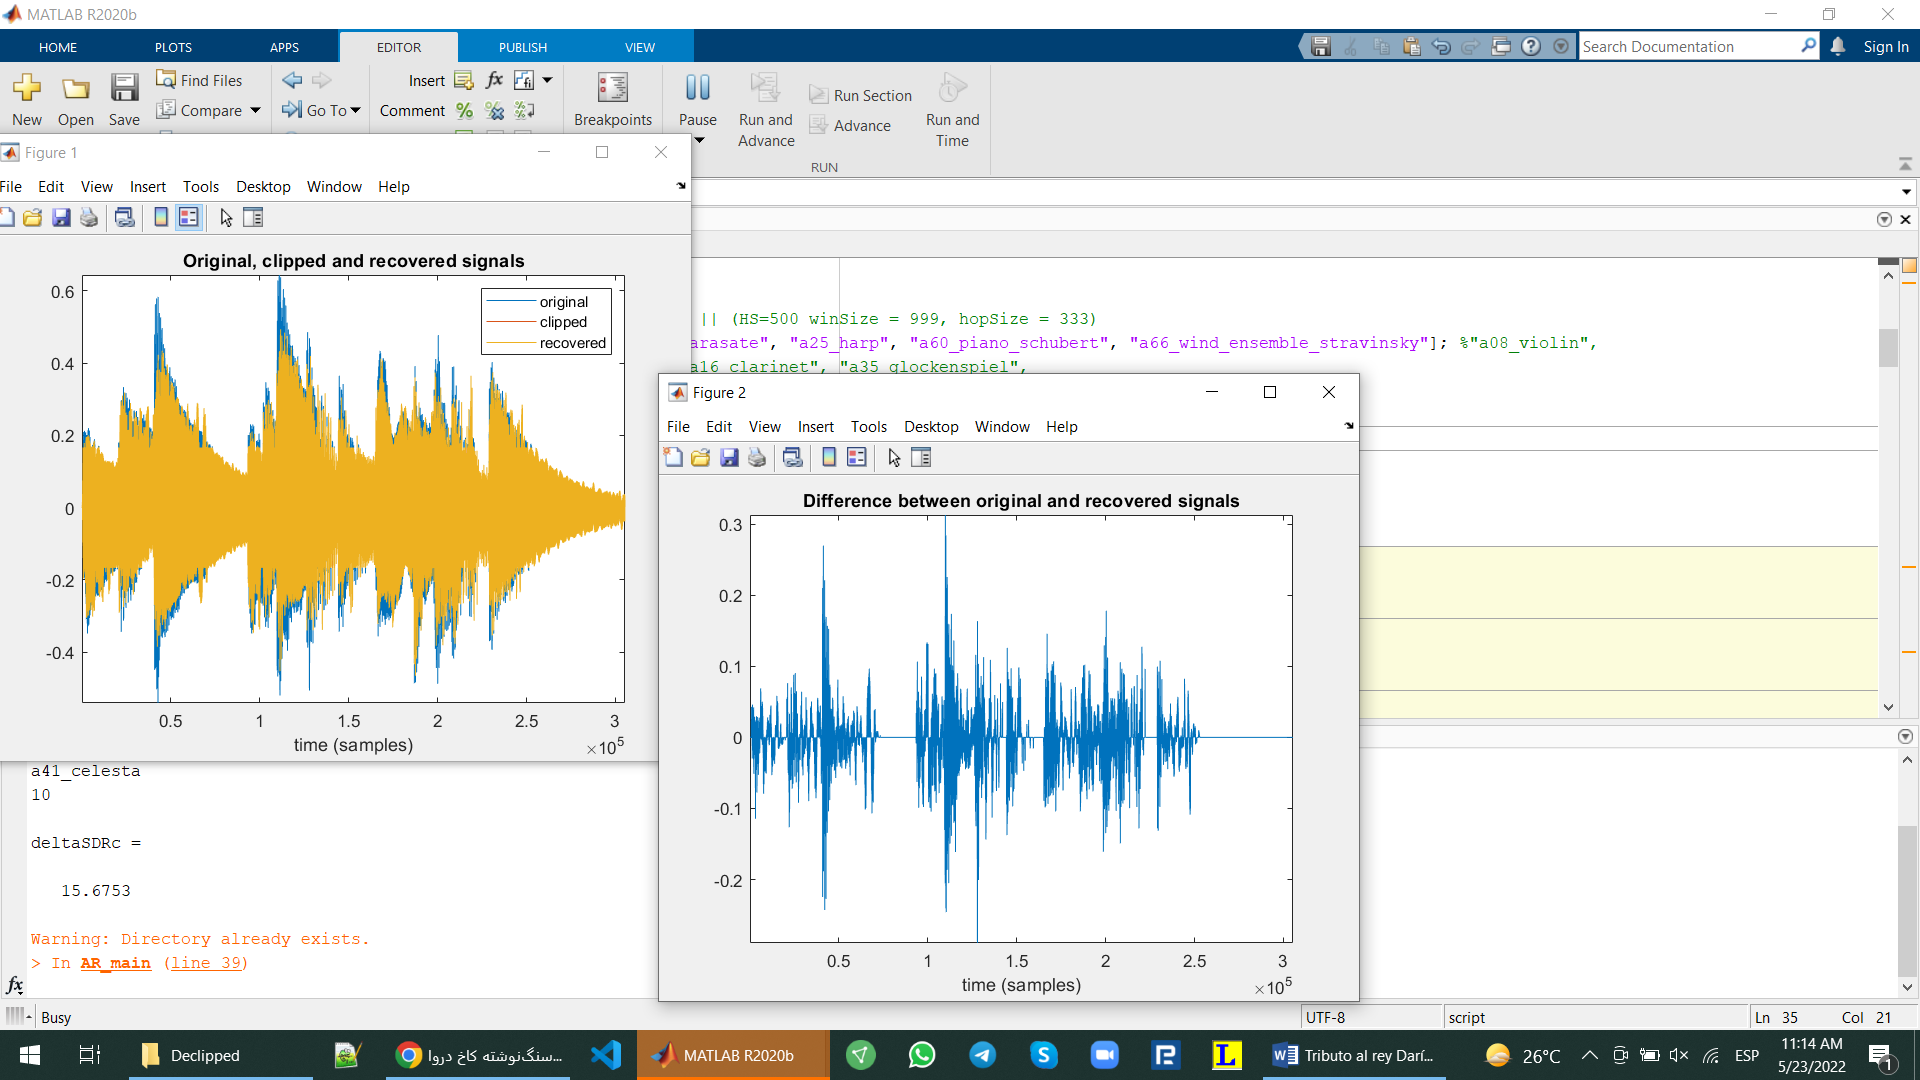 MATLAB R2020b
HOME PLOTS APPS EDITOR PUBLISH VIEW
Search Documentation
Sign In
New Open Save
Find Files
Compare
Go To
Insert
Comment
Breakpoints
Pause
Run and Advance
Run Section
Advance
Run and Time
RUN
Figure 1
File Edit View Insert Tools Desktop Window Help
Original, clipped and recovered signals
original
clipped
recovered
0.6
0.4
0.2
0
-0.2
-0.4
0.5 1 1.5 2 2.5 3
time (samples)
×10^5
|| (HS=500 winSize = 999, hopSize = 333)
arasate", "a25_harp", "a60_piano_schubert", "a66_wind_ensemble_stravinsky"]; %"a08_violin",
a16_clarinet", "a35_glockenspiel",
Figure 2
File Edit View Insert Tools Desktop Window Help
Difference between original and recovered signals
0.3
0.2
0.1
0
-0.1
-0.2
0.5 1 1.5 2 2.5 3
time (samples)
×10^5
a41_celesta
10
deltaSDRc =
15.6753
Warning: Directory already exists.
> In AR_main (line 39)
fx
Busy
UTF-8
script
Ln 35 Col 21
Declipped
سنگ‌نوشته کاخ دروا...
MATLAB R2020b
Tributo al rey Darí...
26°C
ESP
11:14 AM
5/23/2022
1